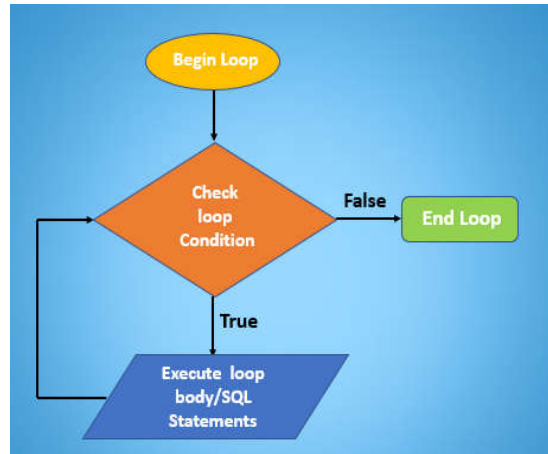 Begin Loop
Check
loop
Condition
False
End Loop
True
Execute loop
body/SQL
Statements